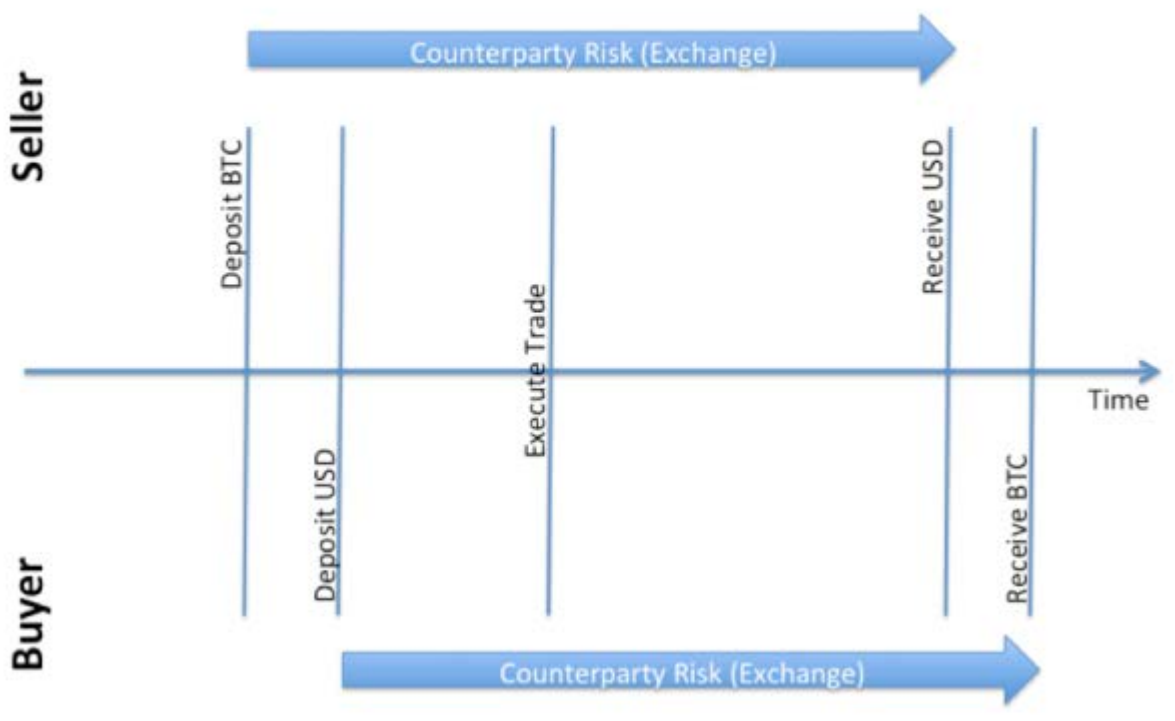 Counterparty Risk (Exchange)
Seller
Deposit BTC
Receive USD
Execute Trade
Time
Deposit USD
Receive BTC
Buyer
Counterparty Risk (Exchange)